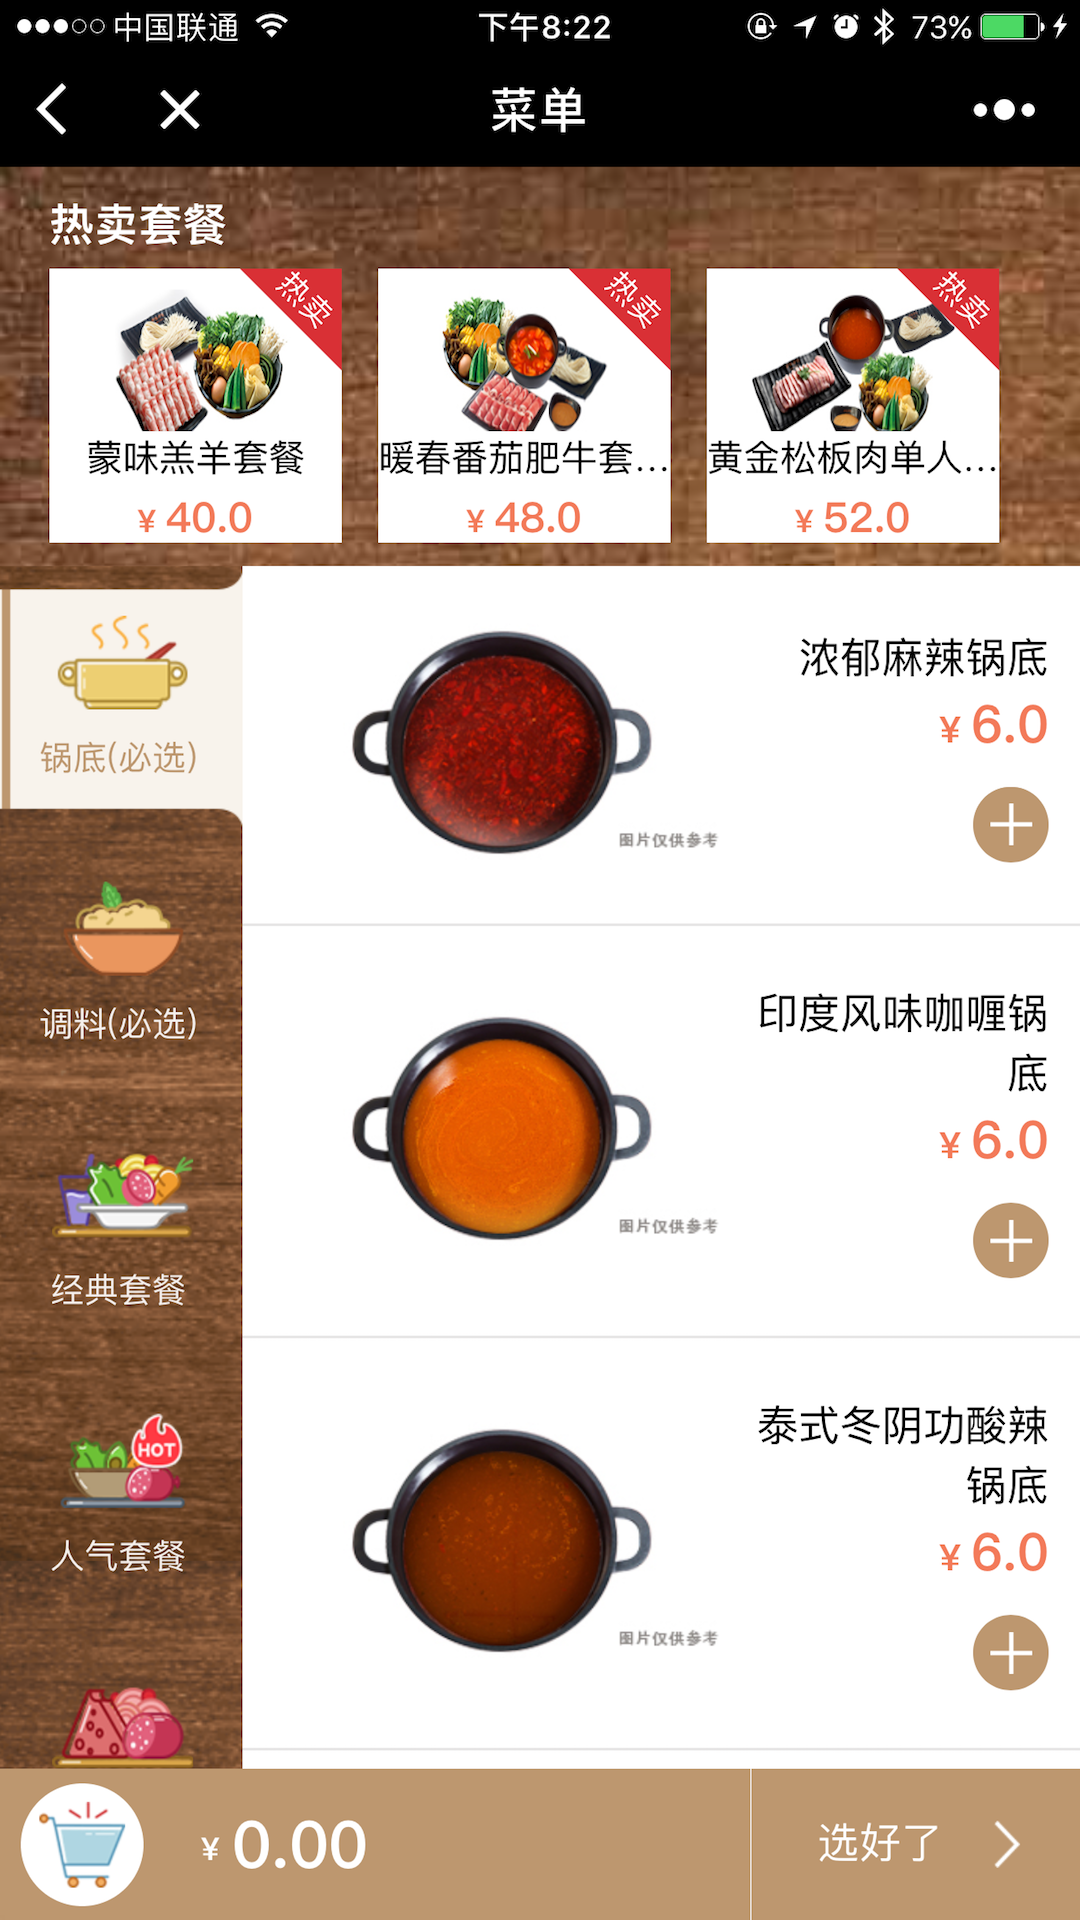 中国联通
下午8:22
73%
菜单
热卖套餐
热卖
热卖
热卖
蒙味羔羊套餐
暖春番茄肥牛套...
黄金松板肉单人...
¥ 40.0
¥ 48.0
¥ 52.0
锅底(必选)
调料(必选)
经典套餐
HOT
人气套餐
浓郁麻辣锅底
¥ 6.0
图片仅供参考
印度风味咖喱锅
底
¥ 6.0
图片仅供参考
泰式冬阴功酸辣
锅底
¥ 6.0
图片仅供参考
¥ 0.00
选好了